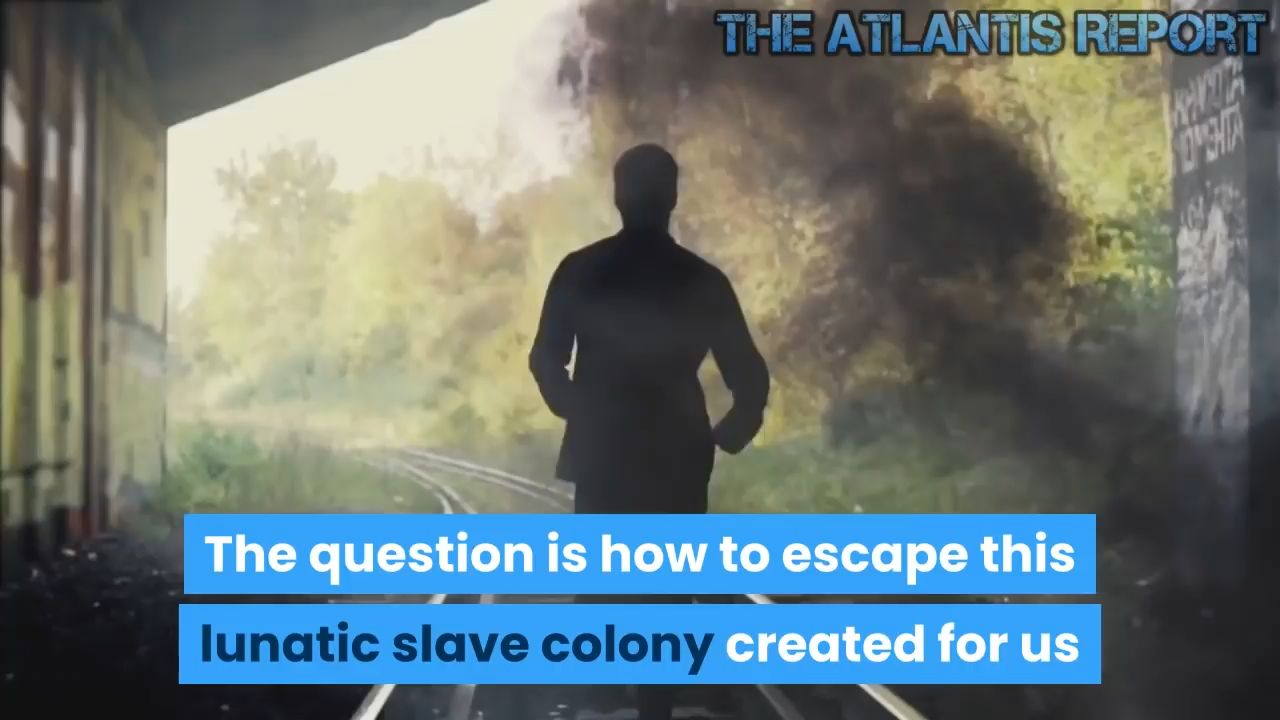 THE ATLANTIS REPORT
The question is how to escape this
lunatic slave colony created for us